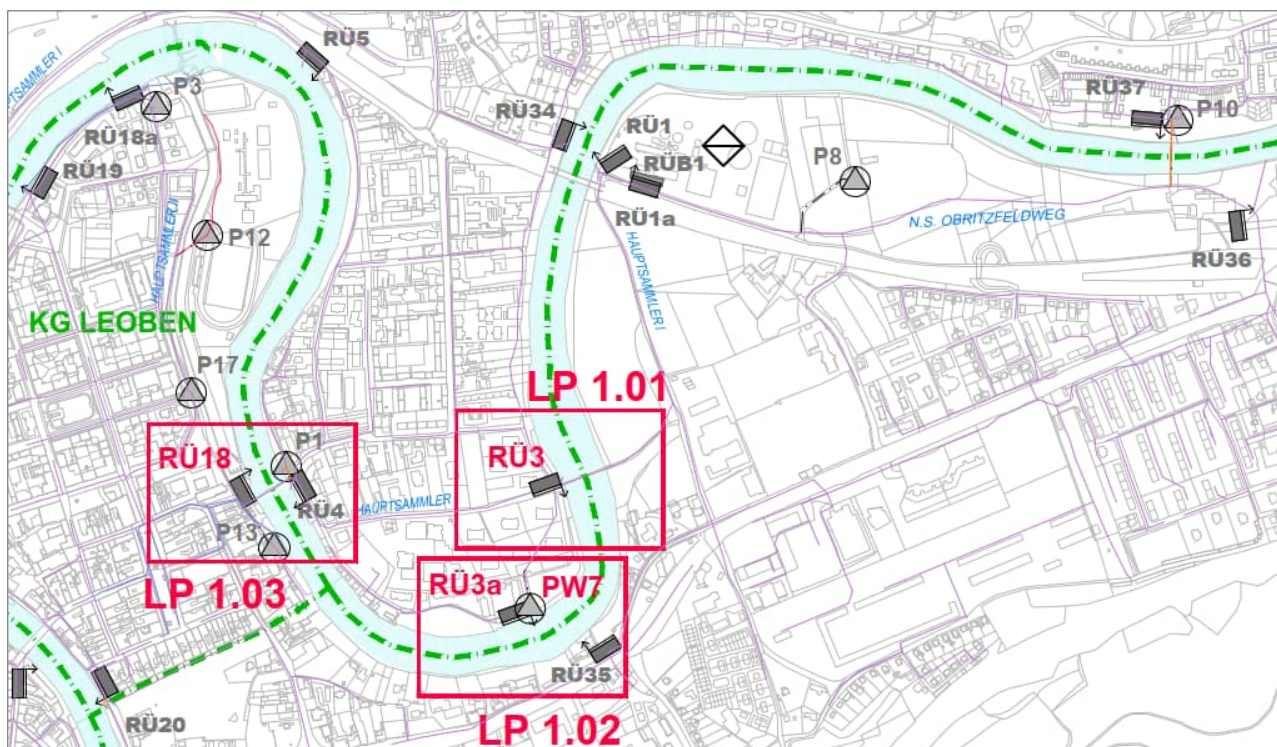 RÜ5
HAUPTSAMMLER I
P3
RÜ18a
RÜ19
RÜ34
RÜ1
RÜB1
RÜ1a
P8
RÜ37
P10
N.S. OBRITZFELDWEG
RÜ36
P12
HAUPTSAMMLER II
HAUPTSAMMLER I
KG LEOBEN
P17
LP 1.01
P1
RÜ18
RÜ3
RÜ4
HAUPTSAMMLER
P13
LP 1.03
RÜ3a
PW7
RÜ35
RÜ20
LP 1.02